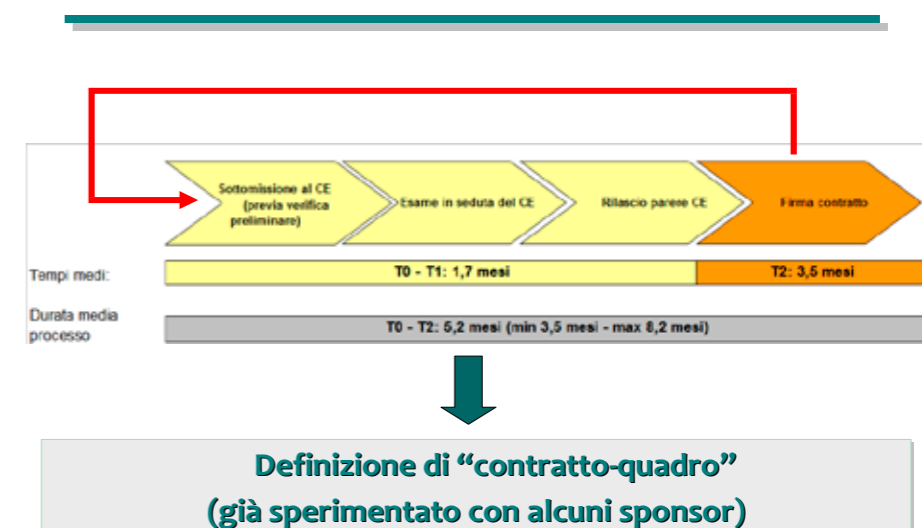 Sottomissione al CE
(previa verifica
preliminare)
Esame in seduta del CE
Rilascio parere CE
Firma contratto
Tempi medi:
T0 - T1: 1,7 mesi
T2: 3,5 mesi
Durata media
processo
T0 - T2: 5,2 mesi (min 3,5 mesi - max 8,2 mesi)
Definizione di “contratto-quadro”
(già sperimentato con alcuni sponsor)